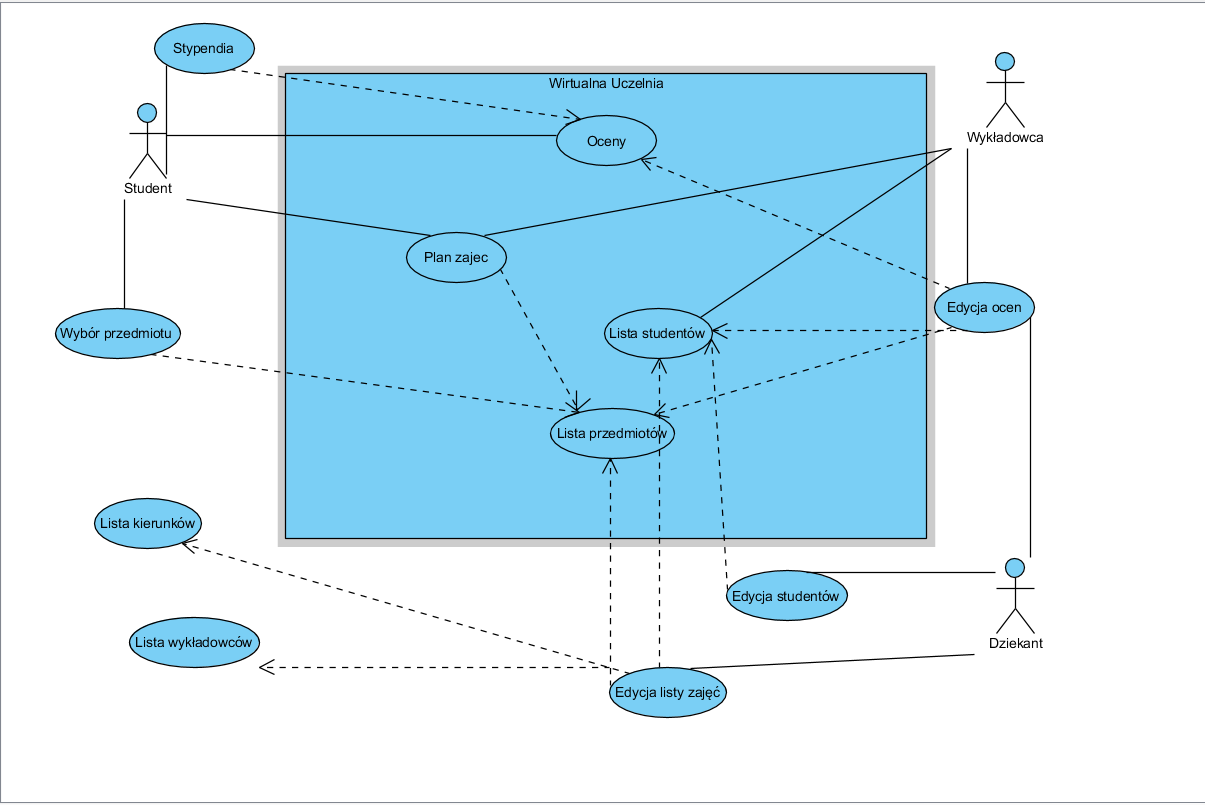 Stypendia
Wirtualna Uczelnia
Wykładowca
Oceny
Student
Plan zajec
Edycja ocen
Wybór przedmiotu
Lista studentów
Lista przedmiotów
Lista kierunków
Edycja studentów
Lista wykładowców
Dziekant
Edycja listy zajęć